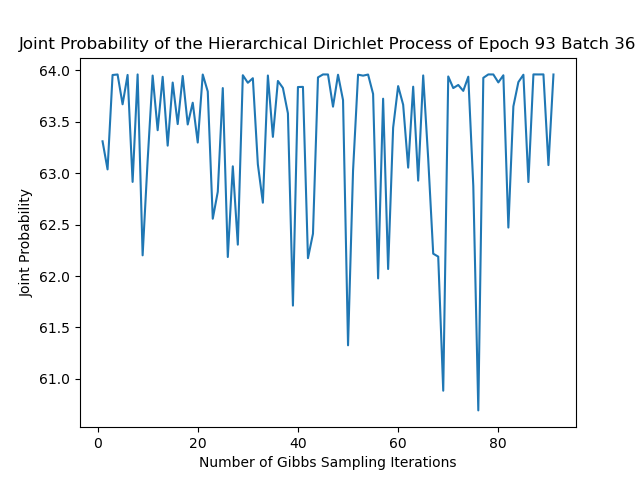 Joint Probability of the Hierarchical Dirichlet Process of Epoch 93 Batch 36
64.0
63.5
63.0
62.5
62.0
61.5
61.0
Joint Probability
0 20 40 60 80
Number of Gibbs Sampling Iterations